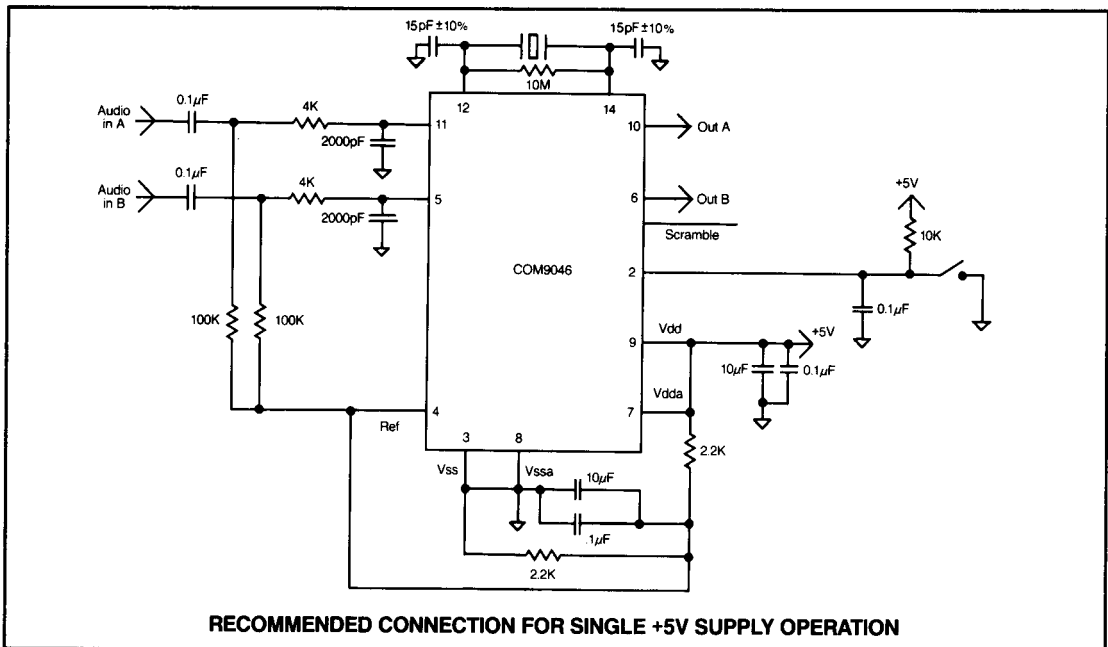 15pF±10%
15pF±10%
10M
12
14
Audio
in A
0.1µF
4K
11
2000pF
10
Out A
Audio
in B
0.1µF
4K
5
2000pF
6
Out B
Scramble
+5V
10K
COM9046
2
0.1µF
100K
100K
Vdd
9
+5V
10µF
0.1µF
Vdda
7
4
Ref
3
8
2.2K
Vss
Vssa
10µF
.1µF
2.2K
RECOMMENDED CONNECTION FOR SINGLE +5V SUPPLY OPERATION